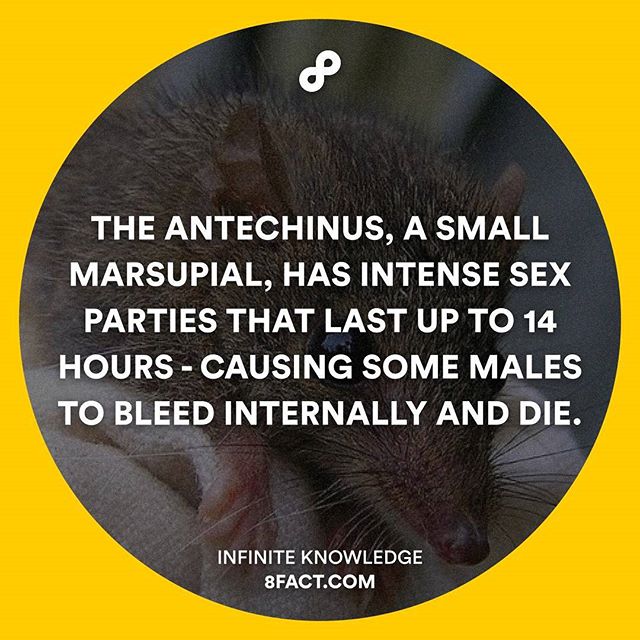 THE ANTECHINUS, A SMALL
MARSUPIAL, HAS INTENSE SEX
PARTIES THAT LAST UP TO 14
HOURS - CAUSING SOME MALES
TO BLEED INTERNALLY AND DIE.
INFINITE KNOWLEDGE
8FACT.COM